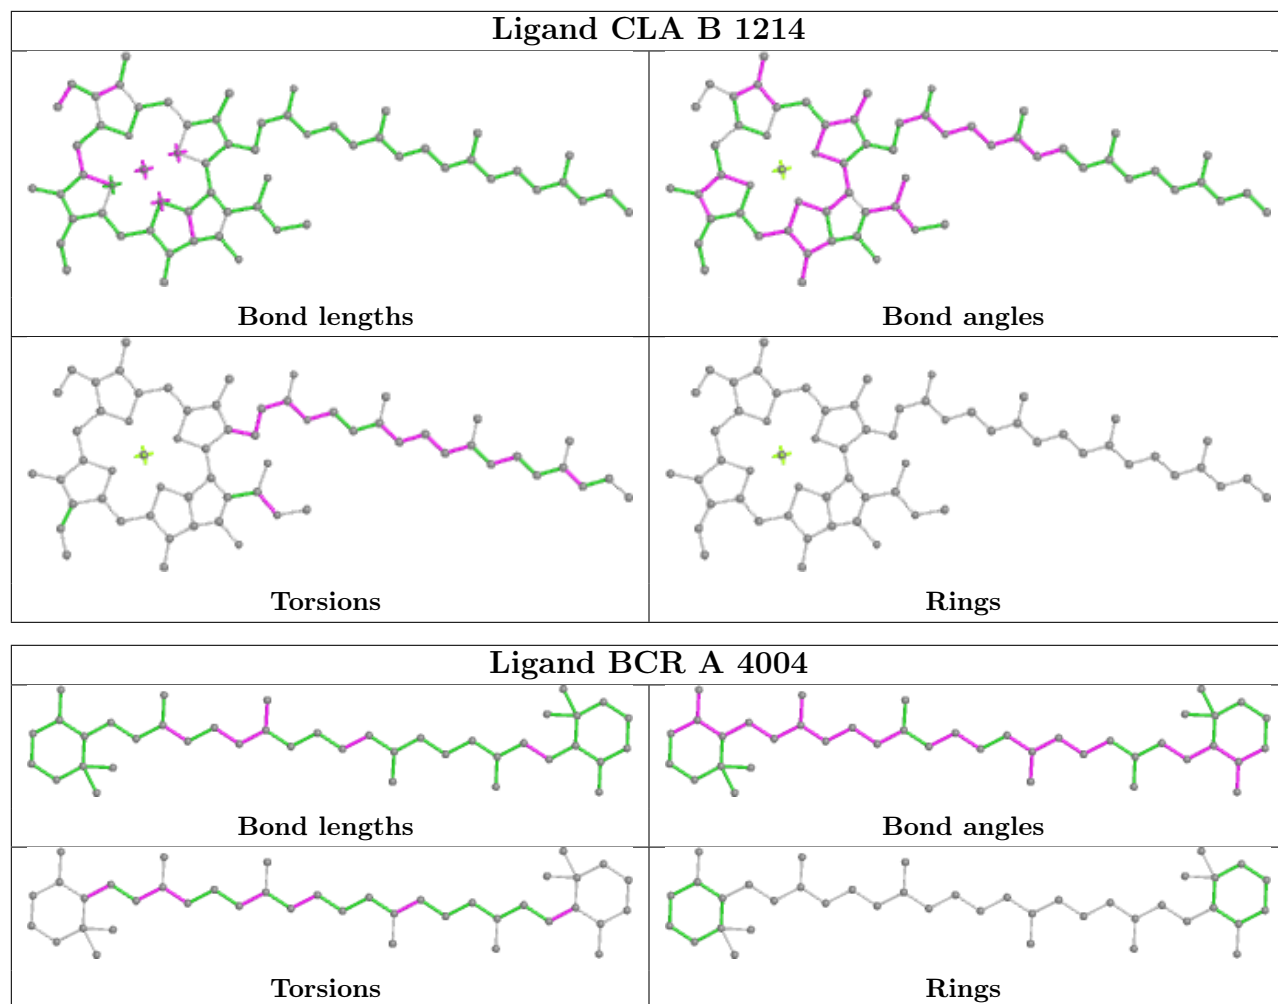 Ligand CLA B 1214
Bond lengths
Bond angles
Torsions
Rings
Ligand BCR A 4004
Bond lengths
Bond angles
Torsions
Rings